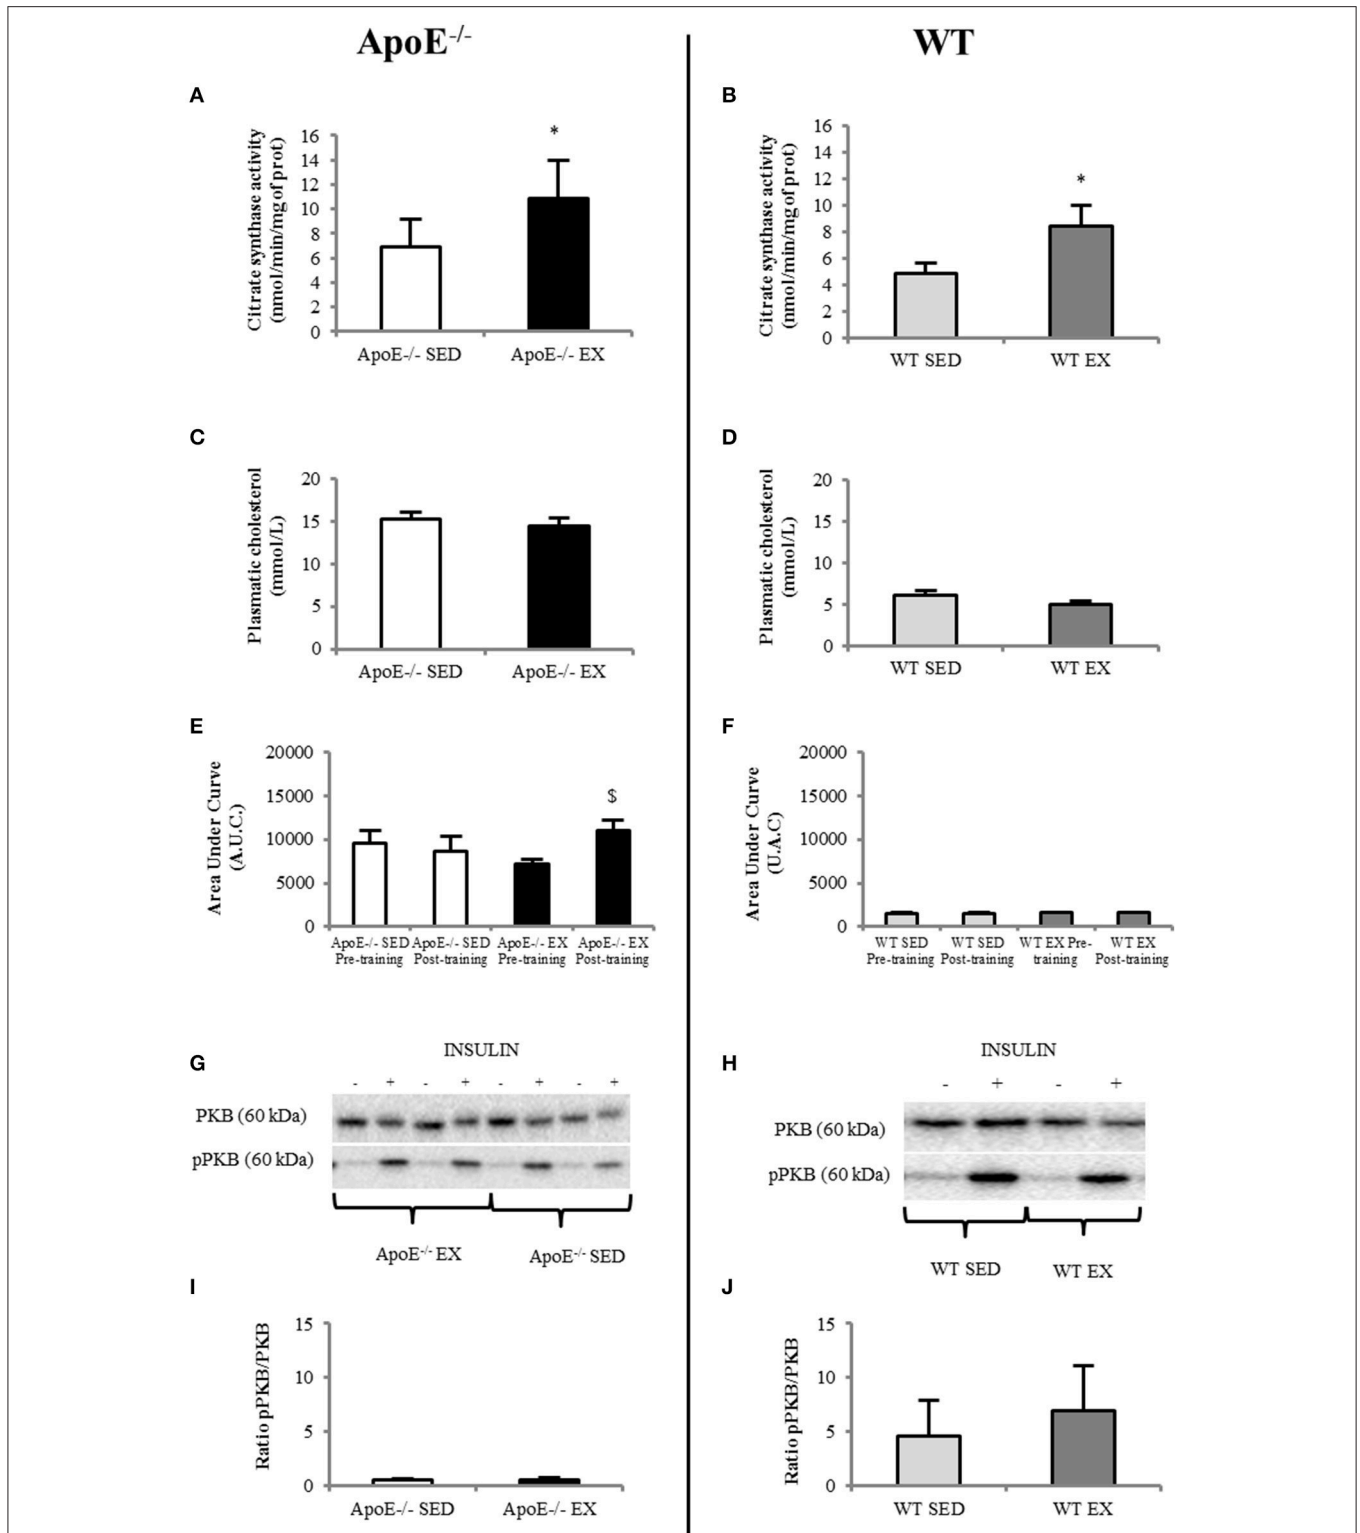 ApoE-/-
WT
A
Citrate synthase activity
(nmol/min/mg of prot)
16
14
12
10
8
6
4
2
0
*
ApoE-/- SED
ApoE-/- EX
B
Citrate synthase activity
(nmol/min/mg of prot)
16
14
12
10
8
6
4
2
0
*
WT SED
WT EX
C
Plasmatic cholesterol
(mmol/L)
20
15
10
5
0
ApoE-/- SED
ApoE-/- EX
D
Plasmatic cholesterol
(mmol/L)
20
15
10
5
0
WT SED
WT EX
E
Area Under Curve
(A.U.C.)
20000
15000
10000
5000
0
$
ApoE-/- SED
Pre-training
ApoE-/- SED
Post-training
ApoE-/- EX
Pre-training
ApoE-/- EX
Post-training
F
Area Under Curve
(U.A.C)
20000
15000
10000
5000
0
WT SED
Pre-training
WT SED
Post-training
WT EX Pre-
training
WT EX
Post-training
G
INSULIN
- + - + - + - +
PKB (60 kDa)
pPKB (60 kDa)
ApoE-/- EX
ApoE-/- SED
H
INSULIN
- + - +
PKB (60 kDa)
pPKB (60 kDa)
WT SED
WT EX
I
Ratio pPKB/PKB
15
10
5
0
ApoE-/- SED
ApoE-/- EX
J
Ratio pPKB/PKB
15
10
5
0
WT SED
WT EX